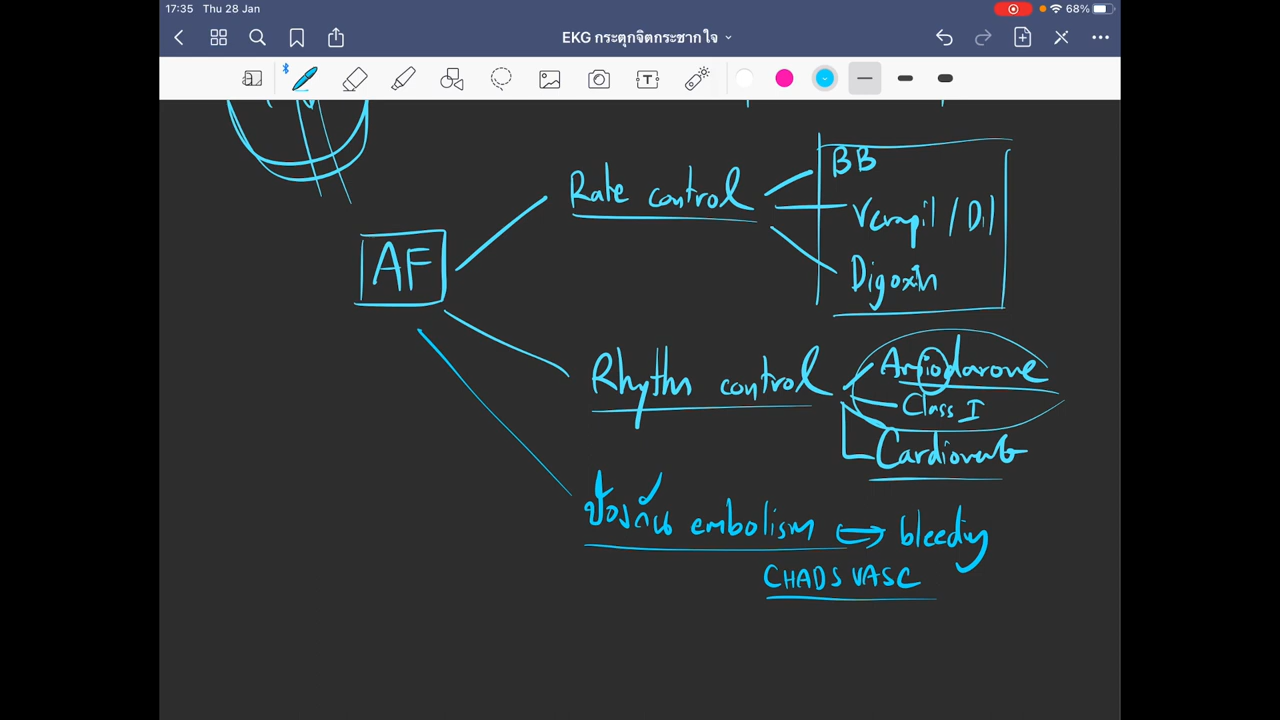 17:35 Thu 28 Jan 68%
EKG กระตุกจิตกระชากใจ
T
BB
Rate control
Verapil / Dil
AF
Digoxin
Amiodarone
Rhythm control
Class I
Cardiovert
ป้องกัน embolism ↔ bleeding
CHADS VASC